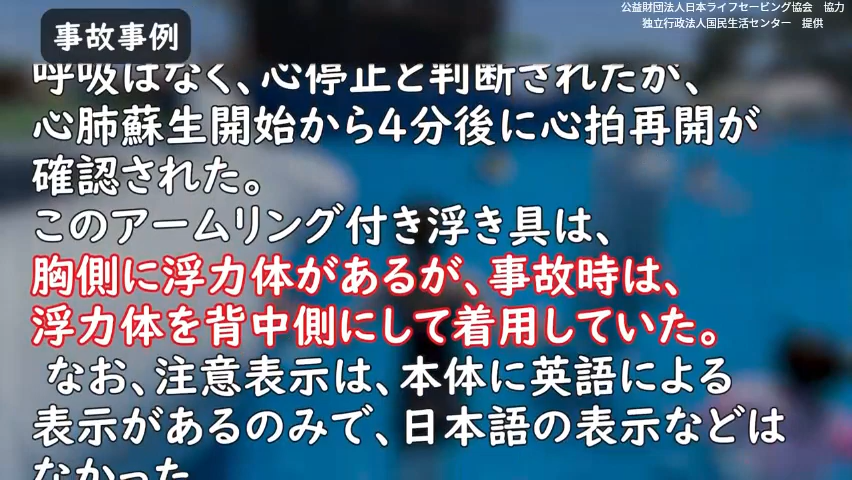 公益財団法人日本ライフセービング協会　協力
独立行政法人国民生活センター　提供
事故事例
呼吸はなく、心停止と判断されたが、
心肺蘇生開始から4分後に心拍再開が
確認された。
このアームリング付き浮き具は、
胸側に浮力体があるが、事故時は、
浮力体を背中側にして着用していた。
なお、注意表示は、本体に英語による
表示があるのみで、日本語の表示などは
なかった